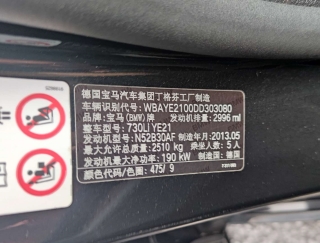 德国宝马汽车集团丁格芬工厂制造
车辆识别代号:WBAYE2100DD303080
品牌:宝马(BMW)牌 发动机排量:2996 ml
整车型号:730LI YE21
发动机型号:N52B30AF 制造年月:2013.05
最大允许总质量:2510 kg 乘坐人数:5人
发动机最大净功率:190 kW 制造国:德国
颜色代码/色圈:475/ 9